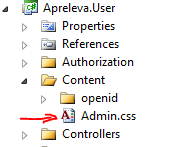 Apreleva.User
Properties
References
Authorization
Content
openid
Admin.css
Controllers